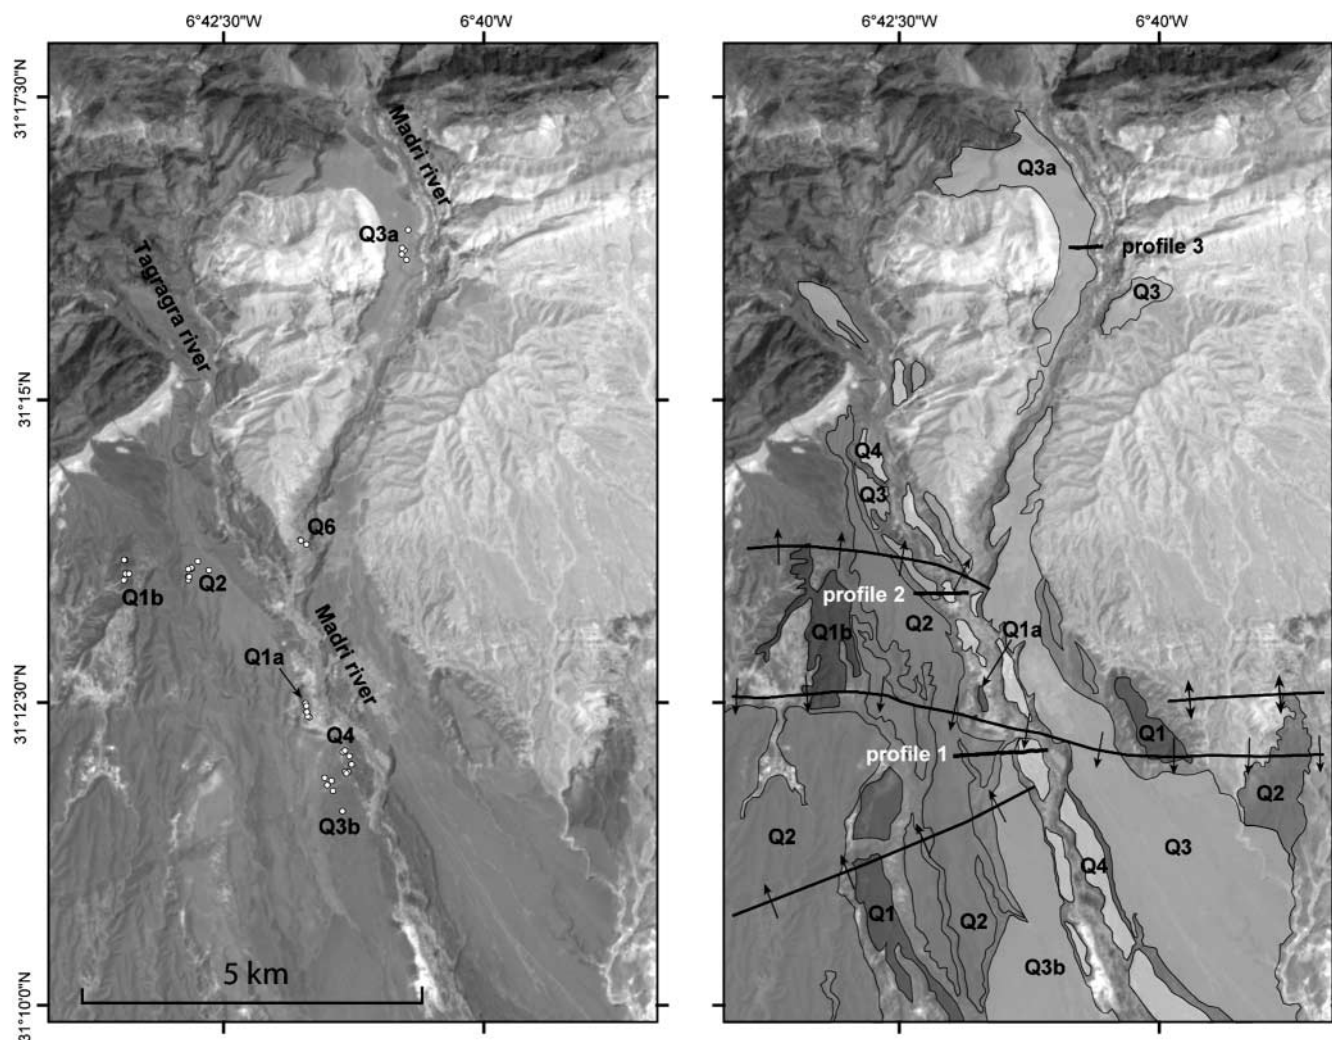 6°42'30"W
6°40'W
6°42'30"W
6°40'W
31°17'30"N
31°15'N
31°12'30"N
31°10'0"N
Madri river
Q3a
Tagragra river
Q6
Q1b
Q2
Madri river
Q1a
Q4
Q3b
5 km
Q3a
profile 3
Q3
Q4
Q3
profile 2
Q1b
Q2
Q1a
Q1
profile 1
Q2
Q2
Q3
Q4
Q1
Q2
Q3b